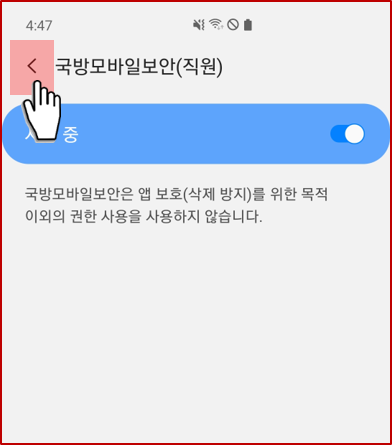 4:47
국방모바일보안(직원)
중
국방모바일보안은 앱 보호(삭제 방지)를 위한 목적
이외의 권한 사용을 사용하지 않습니다.